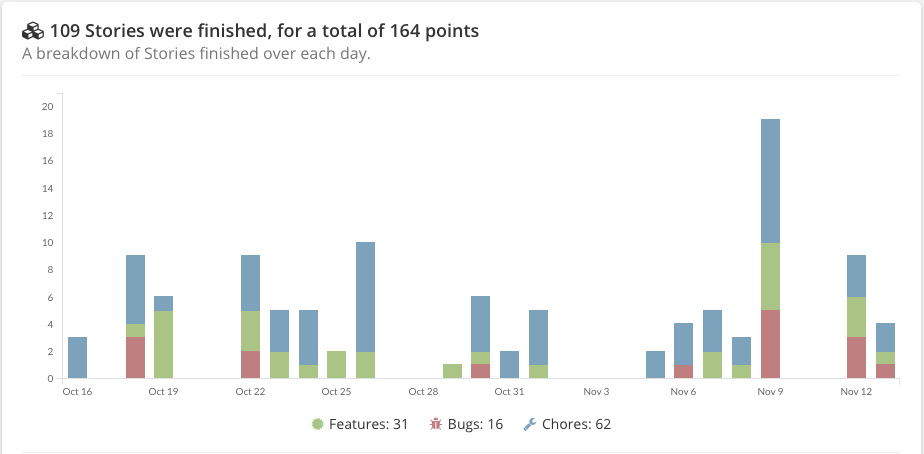 109 Stories were finished, for a total of 164 points
A breakdown of Stories finished over each day.
20
18
16
14
12
10
8
6
4
2
0
Oct 16 Oct 19 Oct 22 Oct 25 Oct 28 Oct 31 Nov 3 Nov 6 Nov 9 Nov 12
Features: 31 Bugs: 16 Chores: 62